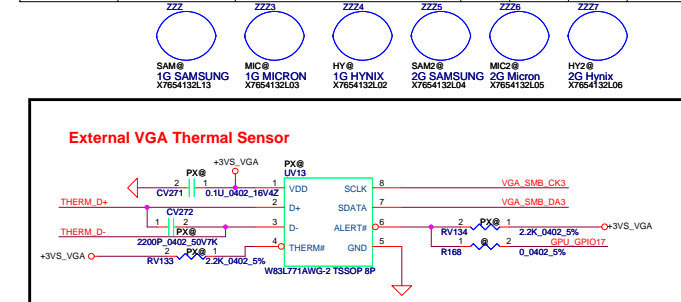 ZZZ ZZZ3 ZZZ4 ZZZ5 ZZZ6 ZZZ7
SAM@ MIC@ HY@ SAM2@ MIC2@ HY2@
1G SAMSUNG 1G MICRON 1G HYNIX 2G SAMSUNG 2G Micron 2G Hynix
X7654132L13 X7654132L03 X7654132L02 X7654132L04 X7654132L05 X7654132L06
External VGA Thermal Sensor
+3VS_VGA PX@
PX@ UV13
2 1 1 VDD SCLK 8 VGA_SMB_CK3
CV271 0.1U_0402_16V4Z
THERM_D+ 2 D+ SDATA 7 VGA_SMB_DA3
CV272
1 2 3 D- ALERT# 6 2 PX@ 1 +3VS_VGA
THERM_D- PX@ RV134 2.2K_0402_5%
2200P_0402_50V7K
2 PX@ 1 4 THERM# GND 5 1 @ 2 GPU_GPIO17
+3VS_VGA RV133 2.2K_0402_5% R168 0_0402_5%
W83L771AWG-2 TSSOP 8P